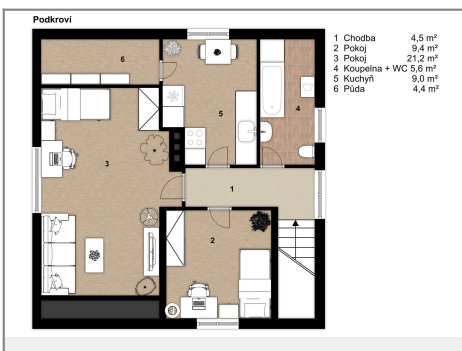 Podkroví
1 Chodba 4,5 m²
2 Pokoj 9,4 m²
3 Pokoj 21,2 m²
4 Koupelna + WC 5,6 m²
5 Kuchyň 9,0 m²
6 Půda 4,4 m²
6
5
4
3
1
2